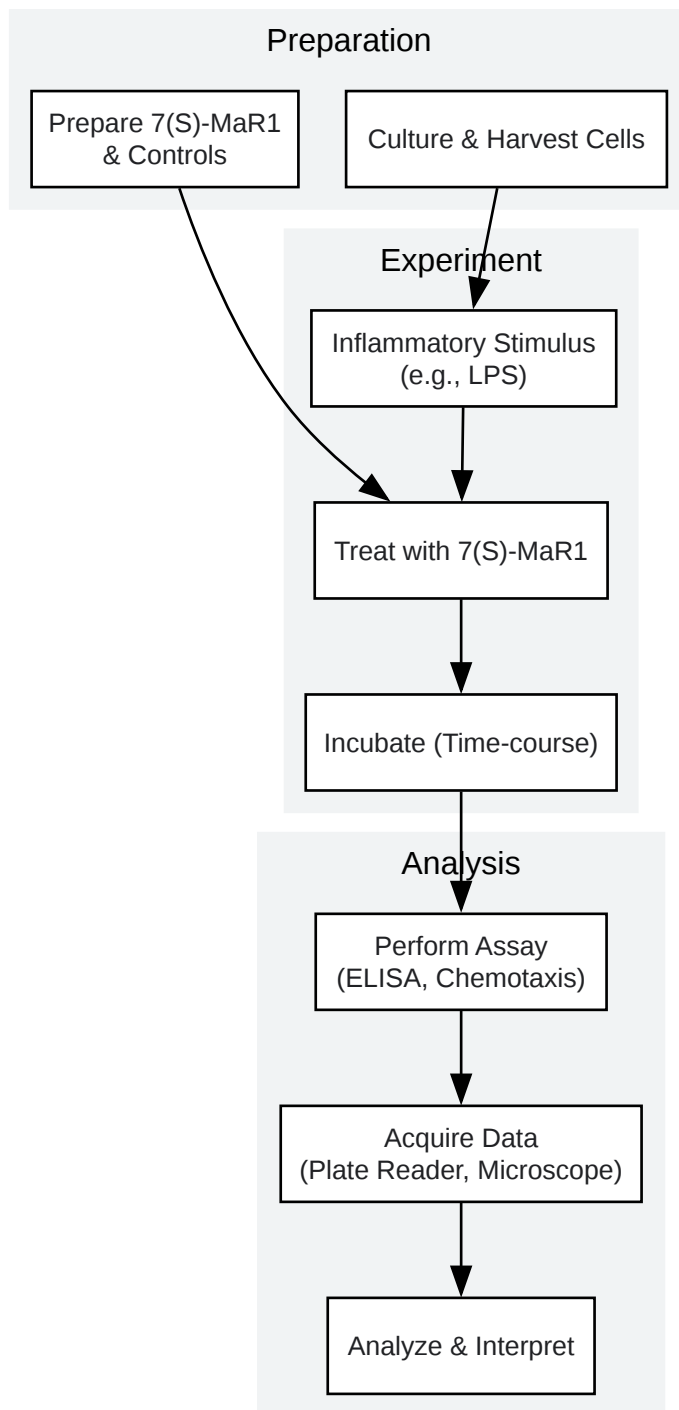 Preparation
Prepare 7(S)-MaR1
& Controls
Culture & Harvest Cells
Experiment
Inflammatory Stimulus
(e.g., LPS)
Treat with 7(S)-MaR1
Incubate (Time-course)
Analysis
Perform Assay
(ELISA, Chemotaxis)
Acquire Data
(Plate Reader, Microscope)
Analyze & Interpret